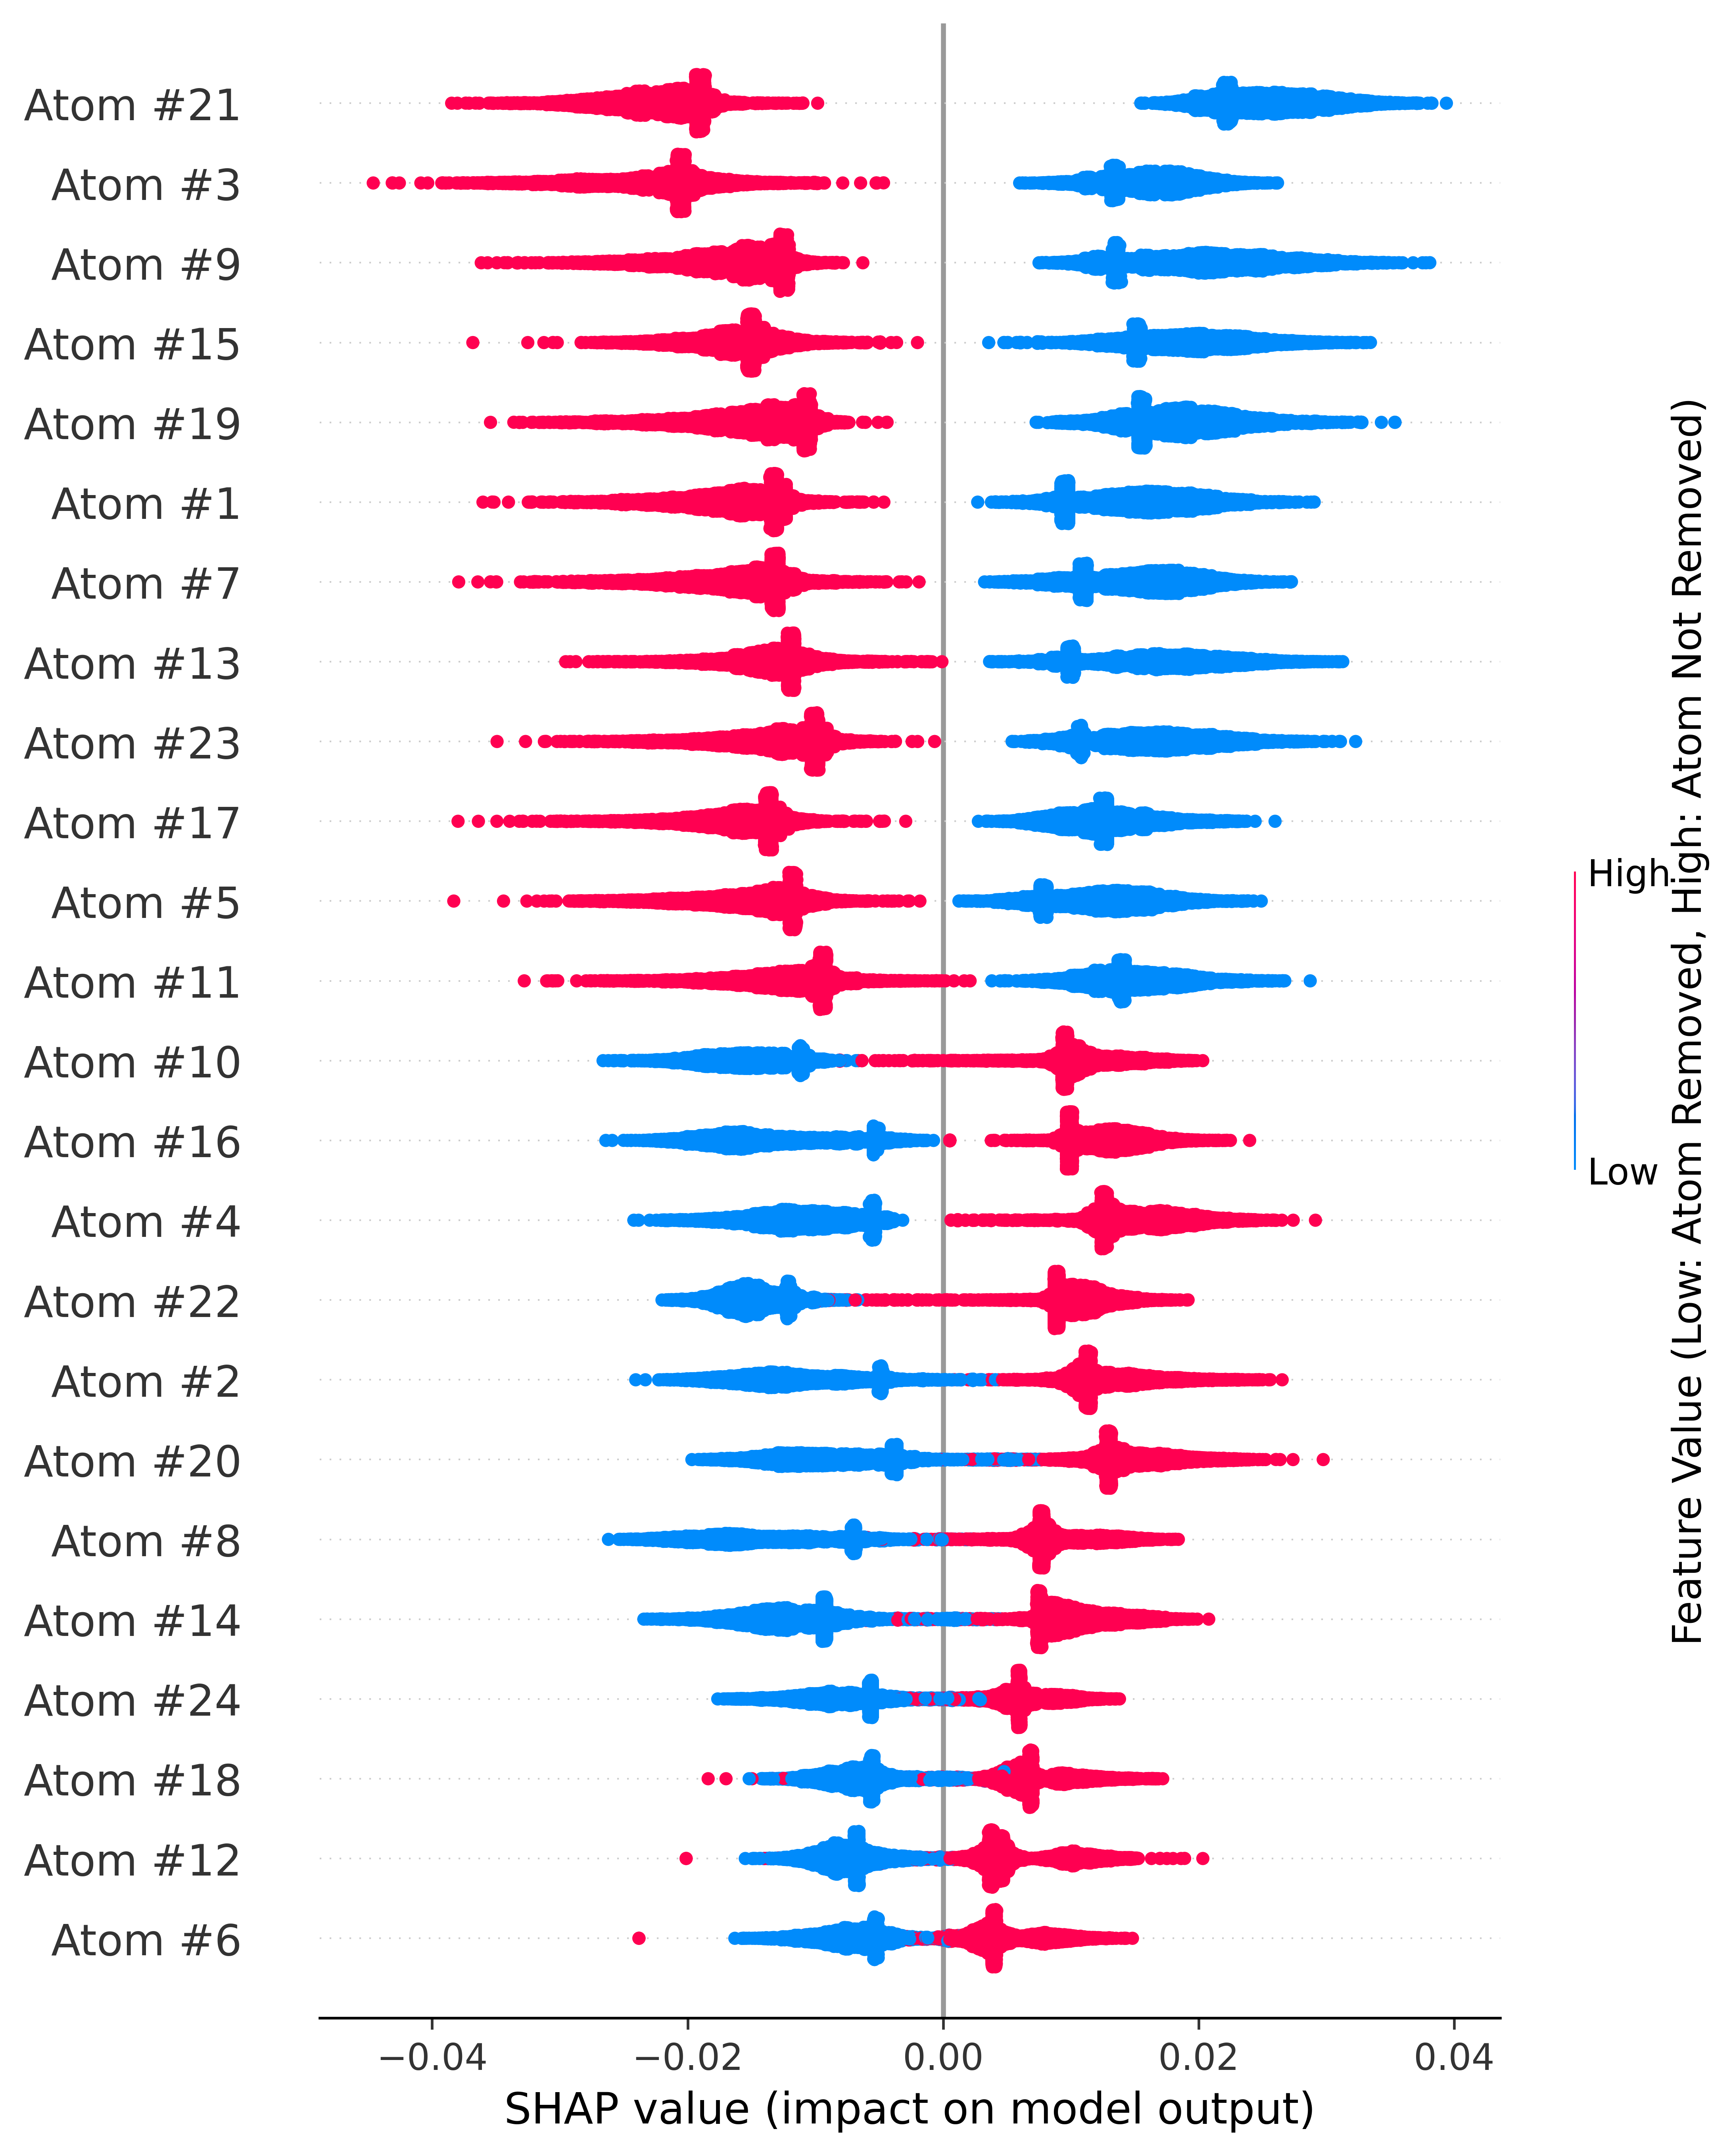 Atom #21
Atom #3
Atom #9
Atom #15
Atom #19
Atom #1
Atom #7
Atom #13
Atom #23
Atom #17
Atom #5
Atom #11
Atom #10
Atom #16
Atom #4
Atom #22
Atom #2
Atom #20
Atom #8
Atom #14
Atom #24
Atom #18
Atom #12
Atom #6
−0.04 −0.02 0.00 0.02 0.04
SHAP value (impact on model output)
High
Low
Feature Value (Low: Atom Removed, High: Atom Not Removed)